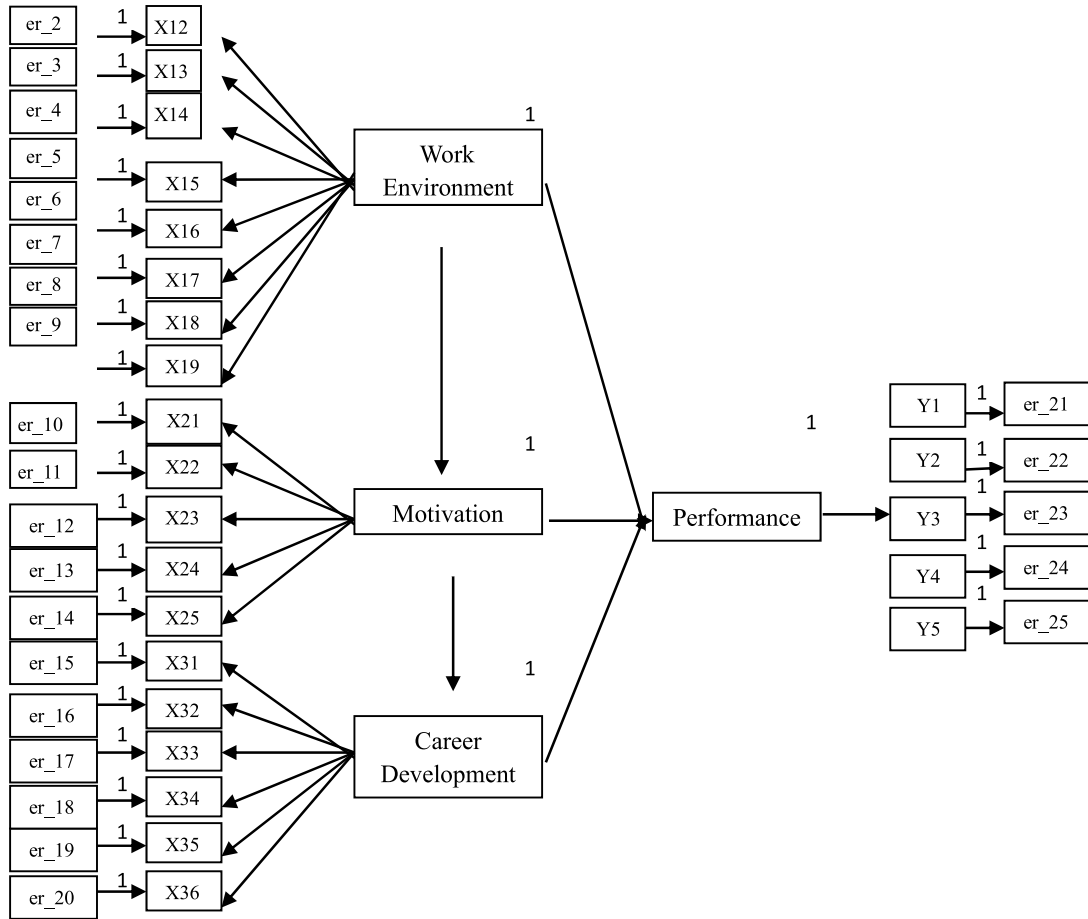 er_2
1
X12
er_3
1
X13
er_4
1
X14
er_5
1
X15
er_6
1
X16
er_7
1
X17
er_8
1
X18
er_9
1
X19
1
Work
Environment
er_10
1
X21
er_11
1
X22
er_12
1
X23
er_13
1
X24
er_14
1
X25
1
Motivation
er_15
1
X31
er_16
1
X32
er_17
1
X33
er_18
1
X34
er_19
1
X35
er_20
1
X36
1
Career
Development
1
Performance
Y1
1
er_21
Y2
1
er_22
Y3
1
er_23
Y4
1
er_24
Y5
1
er_25